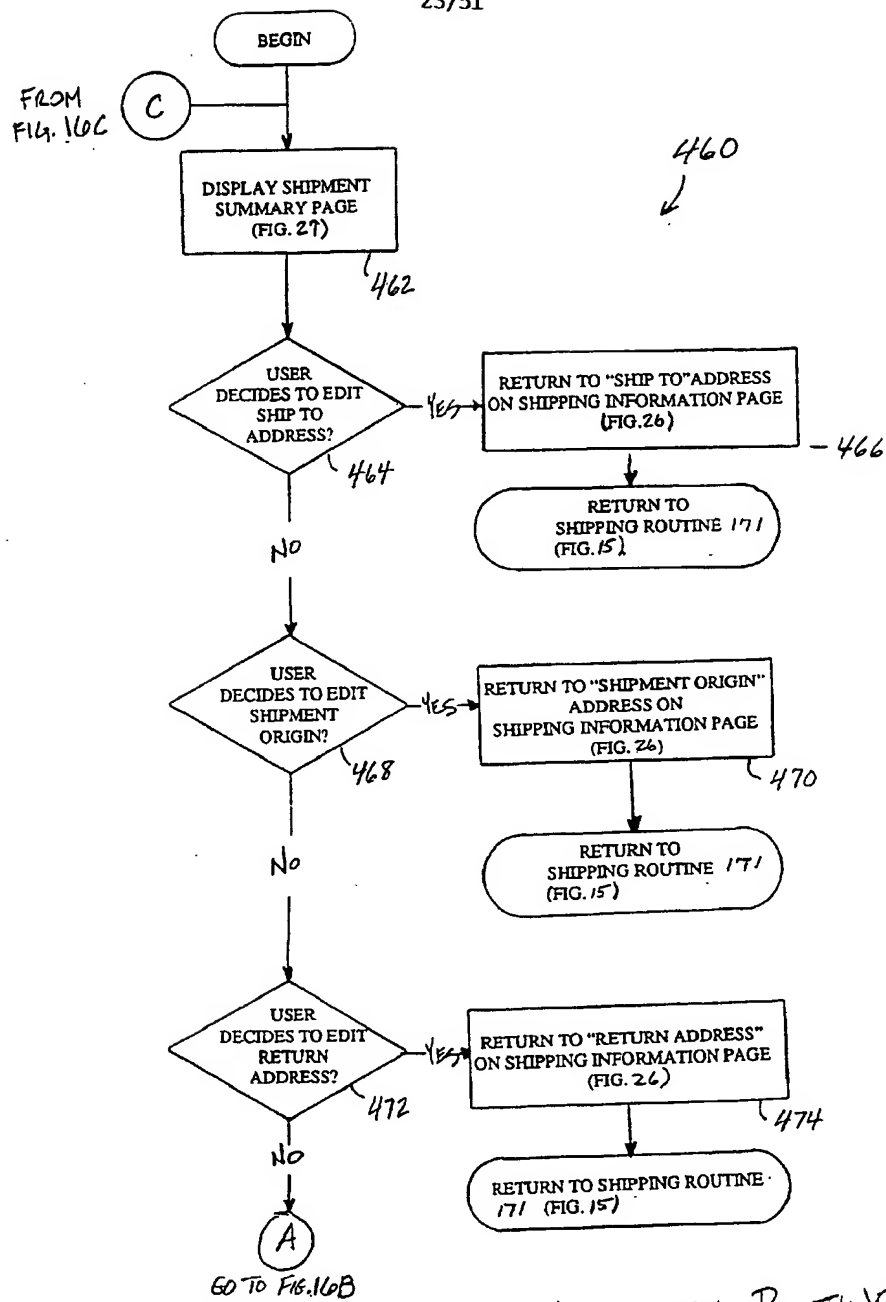 23/51
BEGIN
FROM
FIG. 16C
C
460
DISPLAY SHIPMENT
SUMMARY PAGE
(FIG. 27)
462
USER
DECIDES TO EDIT
SHIP TO
ADDRESS?
464
YES
RETURN TO "SHIP TO" ADDRESS
ON SHIPPING INFORMATION PAGE
(FIG.26)
466
RETURN TO
SHIPPING ROUTINE 171
(FIG.15)
NO
USER
DECIDES TO EDIT
SHIPMENT
ORIGIN?
468
YES
RETURN TO "SHIPMENT ORIGIN"
ADDRESS ON
SHIPPING INFORMATION PAGE
(FIG. 26)
470
RETURN TO
SHIPPING ROUTINE 171
(FIG.15)
NO
USER
DECIDES TO EDIT
RETURN
ADDRESS?
472
YES
RETURN TO "RETURN ADDRESS"
ON SHIPPING INFORMATION PAGE
(FIG. 26)
474
RETURN TO SHIPPING ROUTINE
171 (FIG.15)
NO
A
GO TO FIG.16B